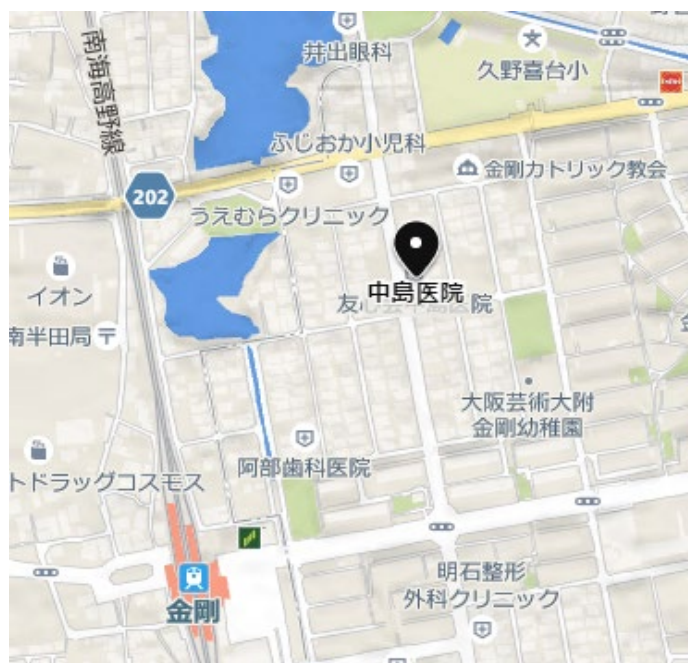 井出眼科
久野喜台小
南海高野線
ふじおか小児科
金剛カトリック教会
202
うえむらクリニック
イオン
中島医院
南半田局
大阪芸術大附
金剛幼稚園
阿部歯科医院
トドラッグコスモス
明石整形
外科クリニック
金剛